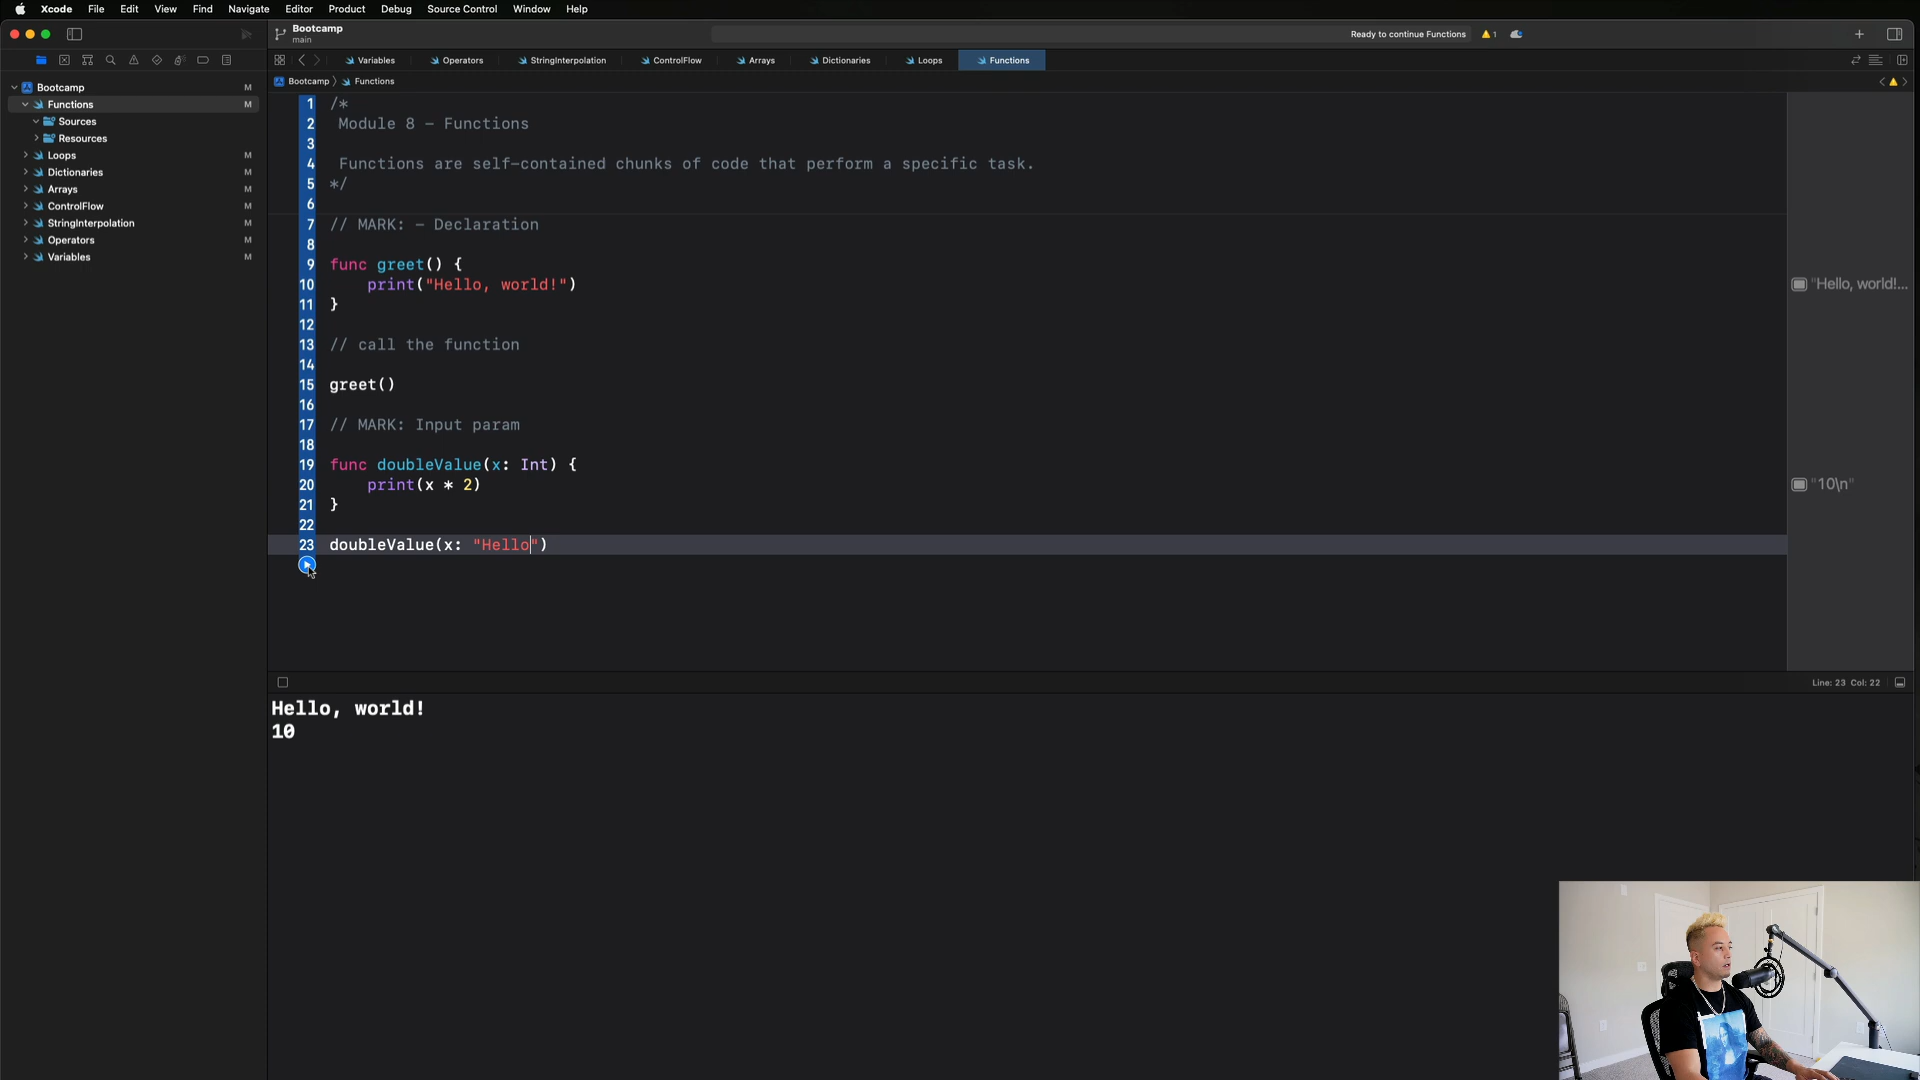 Xcode File Edit View Find Navigate Editor Product Debug Source Control Window Help
Bootcamp
main
Ready to continue Functions
1
Variables Operators StringInterpolation ControlFlow Arrays Dictionaries Loops Functions
Bootcamp Functions
Bootcamp M
Functions M
Sources
Resources
Loops M
Dictionaries M
Arrays M
ControlFlow M
StringInterpolation M
Operators M
Variables M
1 /*
2 Module 8 – Functions
3
4 Functions are self-contained chunks of code that perform a specific task.
5 */
6
7 // MARK: – Declaration
8
9 func greet() {
10 print("Hello, world!")
11 }
12
13 // call the function
14
15 greet()
16
17 // MARK: Input param
18
19 func doubleValue(x: Int) {
20 print(x * 2)
21 }
22
23 doubleValue(x: "Hello")
"Hello, world!...
"10\n"
Line: 23 Col: 22
Hello, world!
10